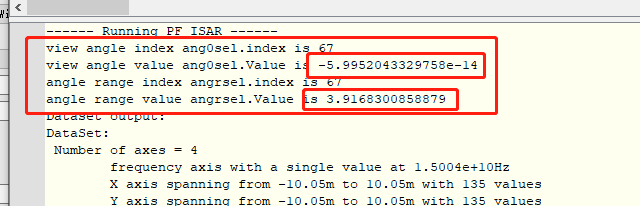 ------ Running PF ISAR ------
view angle index ang0sel.index is 67
view angle value ang0sel.Value is -5.9952043329758e-14
angle range index angrsel.index is 67
angle range value angrsel.Value is 3.9168300858879
Dataset output:
DataSet:
Number of axes = 4
frequency axis with a single value at 1.5004e+10Hz
X axis spanning from -10.05m to 10.05m with 135 values
Y axis spanning from -10.05m to 10.05m with 135 values